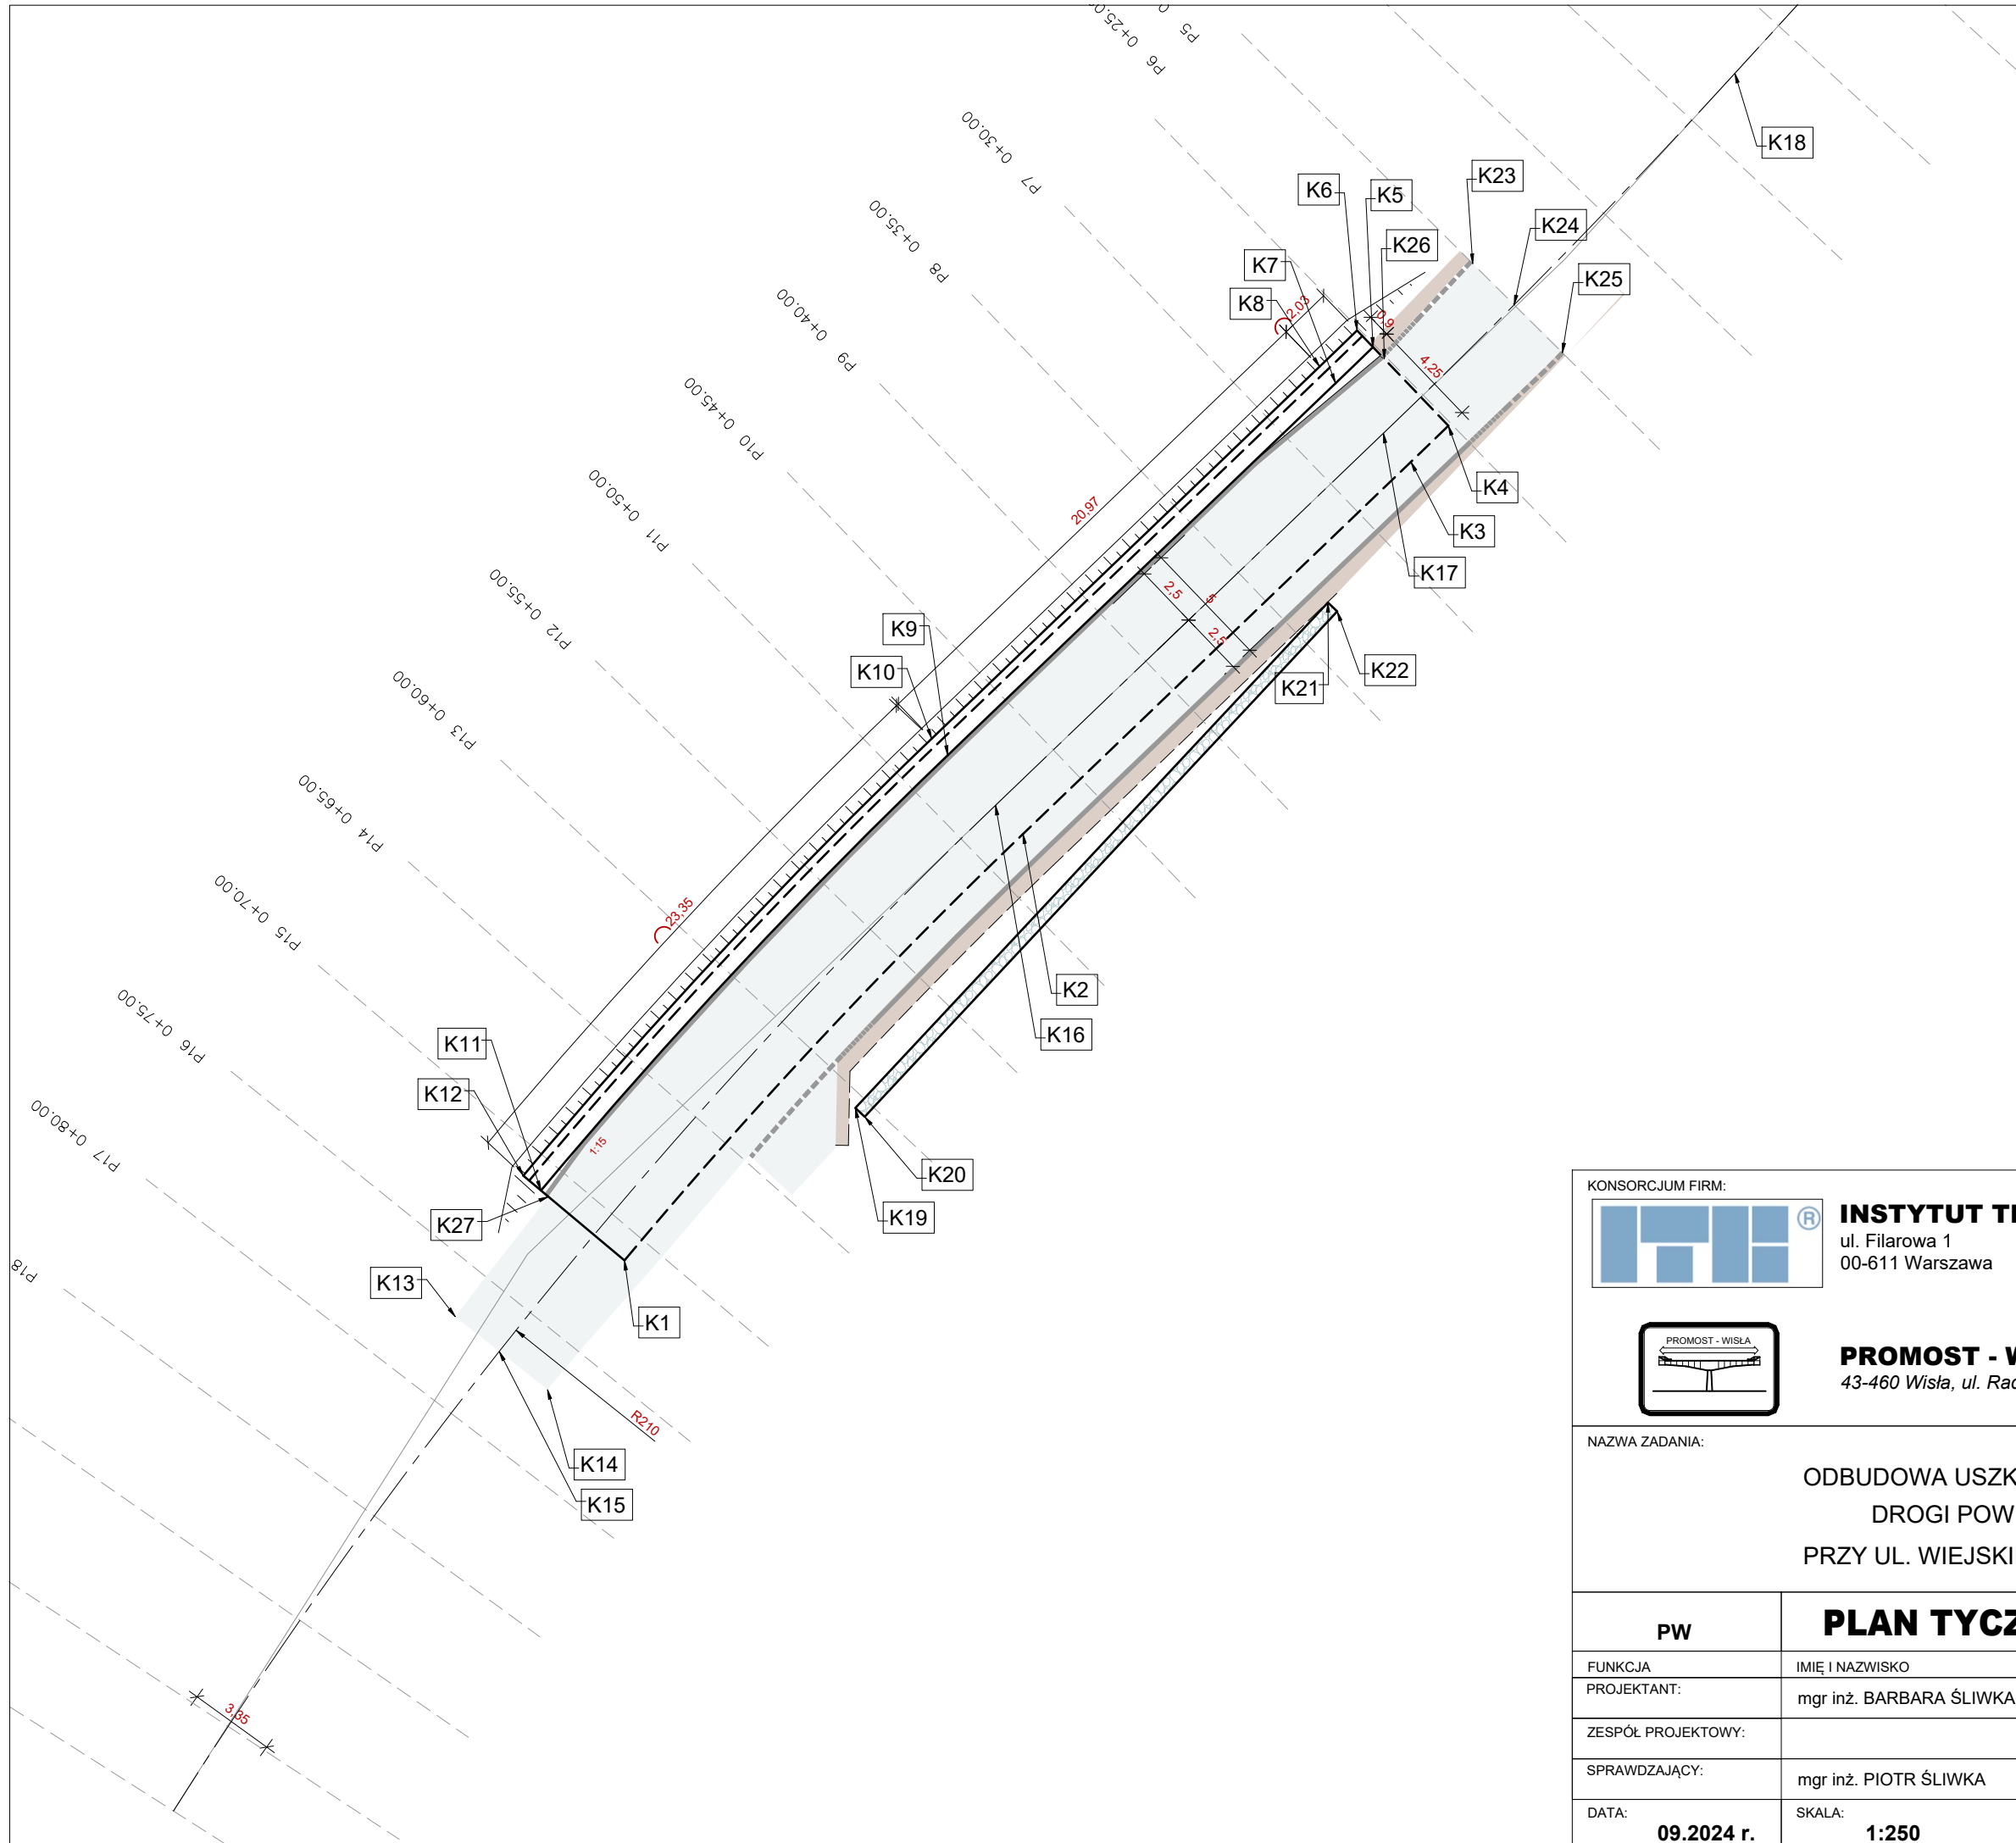 P5 0
P6 0+25.00
P7 0+30.00
P8 0+35.00
P9 0+40.00
P10 0+45.00
P11 0+50.00
P12 0+55.00
P13 0+60.00
P14 0+65.00
P15 0+70.00
P16 0+75.00
P17 0+80.00
P18
K18
K23
K6
K5
K24
K26
K7
K25
K8
2,03
0,9
4,25
K4
K3
20,97
K17
2,5
5
2,5
K9
K10
K22
K21
23,35
K2
K16
K11
K12
1:15
K20
K19
K27
K13
K1
R210
K14
K15
3,35
KONSORCJUM FIRM:
®
ul. Filarowa 1
00-611 Warszawa
PROMOST - WISŁA
PROMOST -
43-460 Wisła, ul.
NAZWA ZADANIA:
ODBUDOWA
DROGI
PRZY UL.
PW
PLAN
FUNKCJA
IMIĘ I NAZWISKO
PROJEKTANT:
mgr inż. BARBARA ŚLIWKA
ZESPÓŁ PROJEKTOWY:
SPRAWDZAJĄCY:
mgr inż. PIOTR ŚLIWKA
DATA:
09.2024 r.
SKALA:
1:250
INSTYTUT